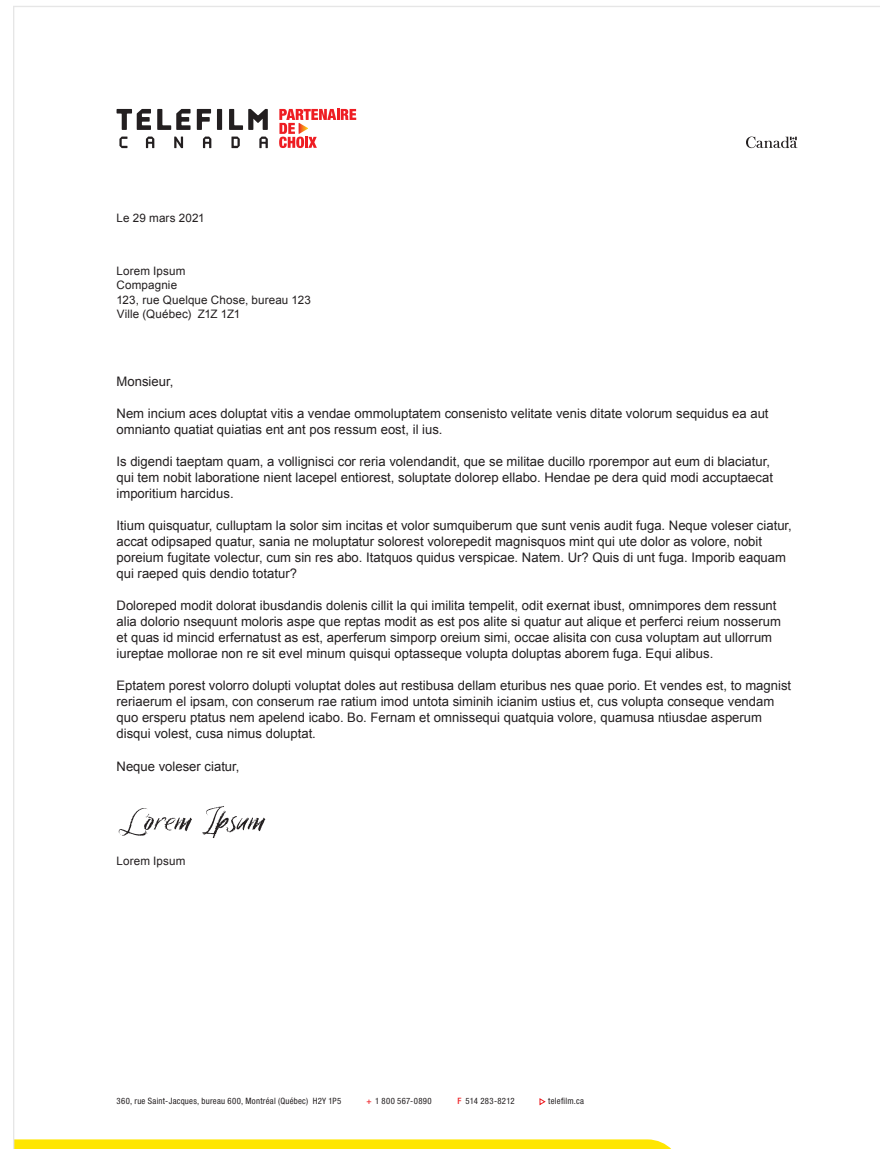 TELEFILM PARTENAIRE
DE
CANADA CHOIX
Canada
Le 29 mars 2021
Lorem Ipsum
Compagnie
123, rue Quelque Chose, bureau 123
Ville (Québec) Z1Z 1Z1
Monsieur,
Nem incium aces doluptat vitis a vendae ommoluptatem consenisto velitate venis ditate volorum sequidus ea aut
omnianto quatiat quiatias ent ant pos ressum eost, il ius.
Is digendi taeptam quam, a vollignisci cor reria volendandit, que se militae ducillo rporempor aut eum di blaciatur,
qui tem nobit laboratione nient lacepel entiorest, soluptate dolorep ellabo. Hendae pe dera quid modi accuptaecat
imporitium harcidus.
Itium quisquatur, culluptam la solor sim incitas et volor sumquiberum que sunt venis audit fuga. Neque voleser ciatur,
accat odipsaped quatur, sania ne moluptatur solorest volorepedit magnisquos mint qui ute dolor as volore, nobit
poreium fugitate volectur, cum sin res abo. Itatquos quidus verspicae. Natem. Ur? Quis di unt fuga. Imporib eaquam
qui raeped quis dendio totatur?
Doloreped modit dolorat ibusdandis dolenis cillit la qui imilita tempelit, odit exernat ibust, omnimpores dem ressunt
alia dolorio nsequunt moloris aspe que reptas modit as est pos alite si quatur aut alique et perferci reium nosserum
et quas id mincid erfernatust as est, aperferum simporp oreium simi, occae alisita con cusa voluptam aut ullorrum
iureptae mollorae non re sit evel minum quisqui optasseque volupta doluptas aborem fuga. Equi alibus.
Eptatem porest volorro dolupti voluptat doles aut restibusa dellam eturibus nes quae porio. Et vendes est, to magnist
reriaerum el ipsam, con conserum rae ratium imod untota siminih icianim ustius et, cus volupta conseque vendam
quo ersperu ptatus nem apelend icabo. Bo. Fernam et omnissequi quatquia volore, quamusa ntiusdae asperum
disqui volest, cusa nimus doluptat.
Neque voleser ciatur,
Lorem Ipsum
Lorem Ipsum
360, rue Saint-Jacques, bureau 600, Montréal (Québec) H2Y 1P5 + 1 800 567-0890 F 514 283-8212 telefilm.ca